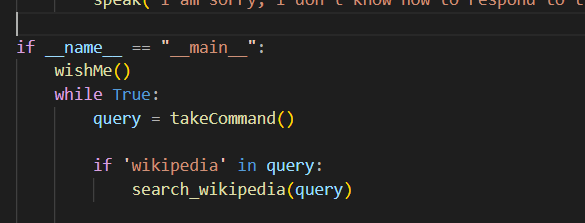 speak("i am sorry, i don't know how to respond to t
if __name__ == "__main__":
    wishMe()
    while True:
        query = takeCommand()
        if 'wikipedia' in query:
            search_wikipedia(query)